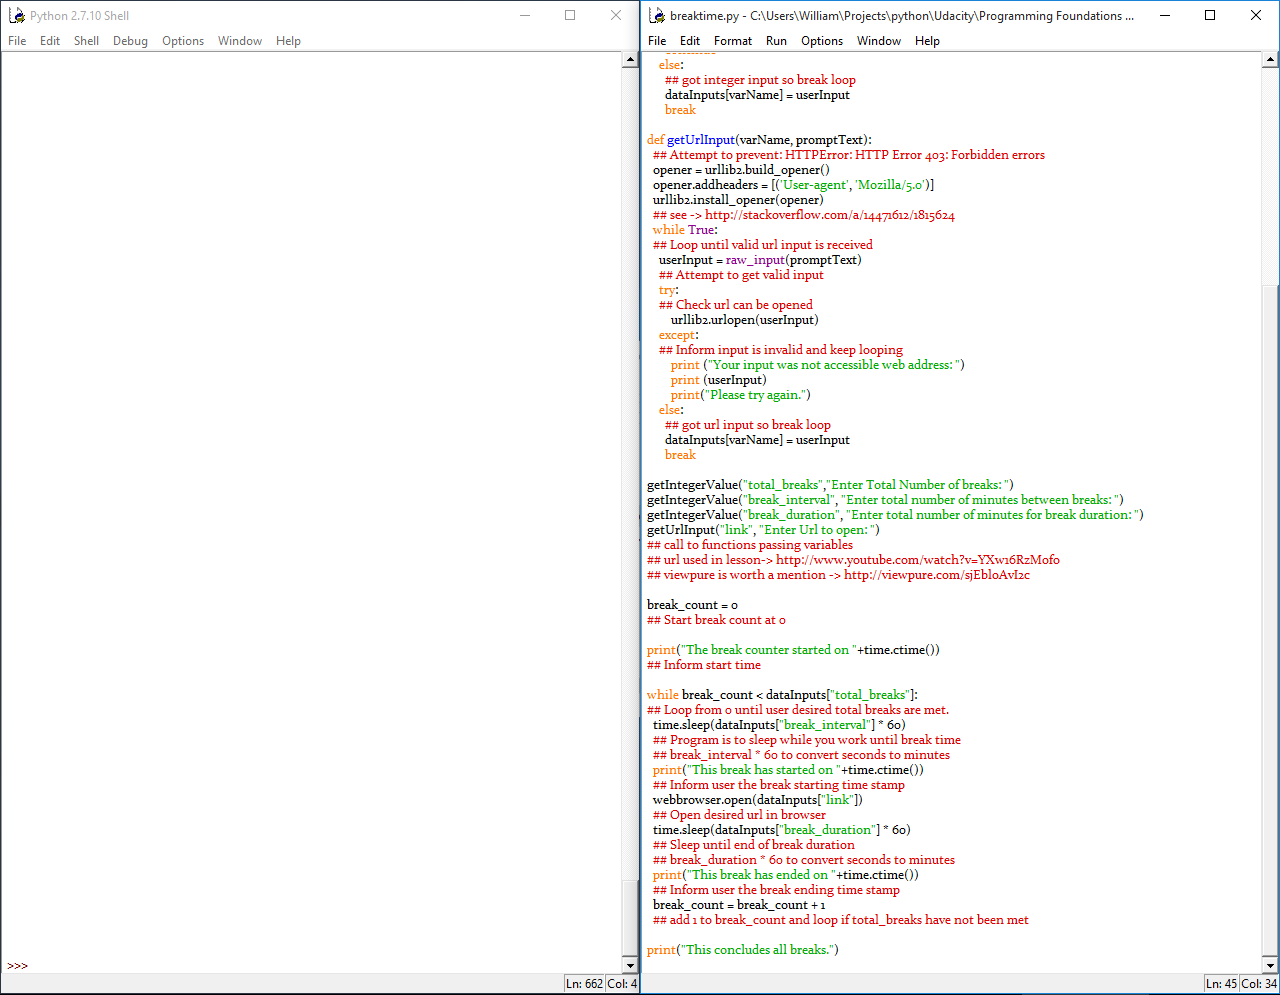 Python 2.7.10 Shell
File Edit Shell Debug Options Window Help
>>>
Ln: 662 Col: 4
breaktime.py - C:\Users\William\Projects\python\Udacity\Programming Foundations ...
File Edit Format Run Options Window Help
else:
## got integer input so break loop
dataInputs[varName] = userInput
break
def getUrlInput(varName, promptText):
## Attempt to prevent: HTTPError: HTTP Error 403: Forbidden errors
opener = urllib2.build_opener()
opener.addheaders = [('User-agent', 'Mozilla/5.0')]
urllib2.install_opener(opener)
## see -> http://stackoverflow.com/a/14471612/1815624
while True:
## Loop until valid url input is received
userInput = raw_input(promptText)
## Attempt to get valid input
try:
## Check url can be opened
urllib2.urlopen(userInput)
except:
## Inform input is invalid and keep looping
print ("Your input was not accessible web address: ")
print (userInput)
print("Please try again.")
else:
## got url input so break loop
dataInputs[varName] = userInput
break
getIntegerValue("total_breaks","Enter Total Number of breaks: ")
getIntegerValue("break_interval", "Enter total number of minutes between breaks: ")
getIntegerValue("break_duration", "Enter total number of minutes for break duration: ")
getUrlInput("link", "Enter Url to open: ")
## call to functions passing variables
## url used in lesson-> http://www.youtube.com/watch?v=YXw16RzM0fo
## viewpure is worth a mention -> http://viewpure.com/sjEbloAvI2c
break_count = 0
## Start break count at 0
print("The break counter started on "+time.ctime())
## Inform start time
while break_count < dataInputs["total_breaks"]:
## Loop from 0 until user desired total breaks are met.
time.sleep(dataInputs["break_interval"] * 60)
## Program is to sleep while you work until break time
## break_interval * 60 to convert seconds to minutes
print("This break has started on "+time.ctime())
## Inform user the break starting time stamp
webbrowser.open(dataInputs["link"])
## Open desired url in browser
time.sleep(dataInputs["break_duration"] * 60)
## Sleep until end of break duration
## break_duration * 60 to convert seconds to minutes
print("This break has ended on "+time.ctime())
## Inform user the break ending time stamp
break_count = break_count + 1
## add 1 to break_count and loop if total_breaks have not been met
print("This concludes all breaks.")
Ln: 45 Col: 34